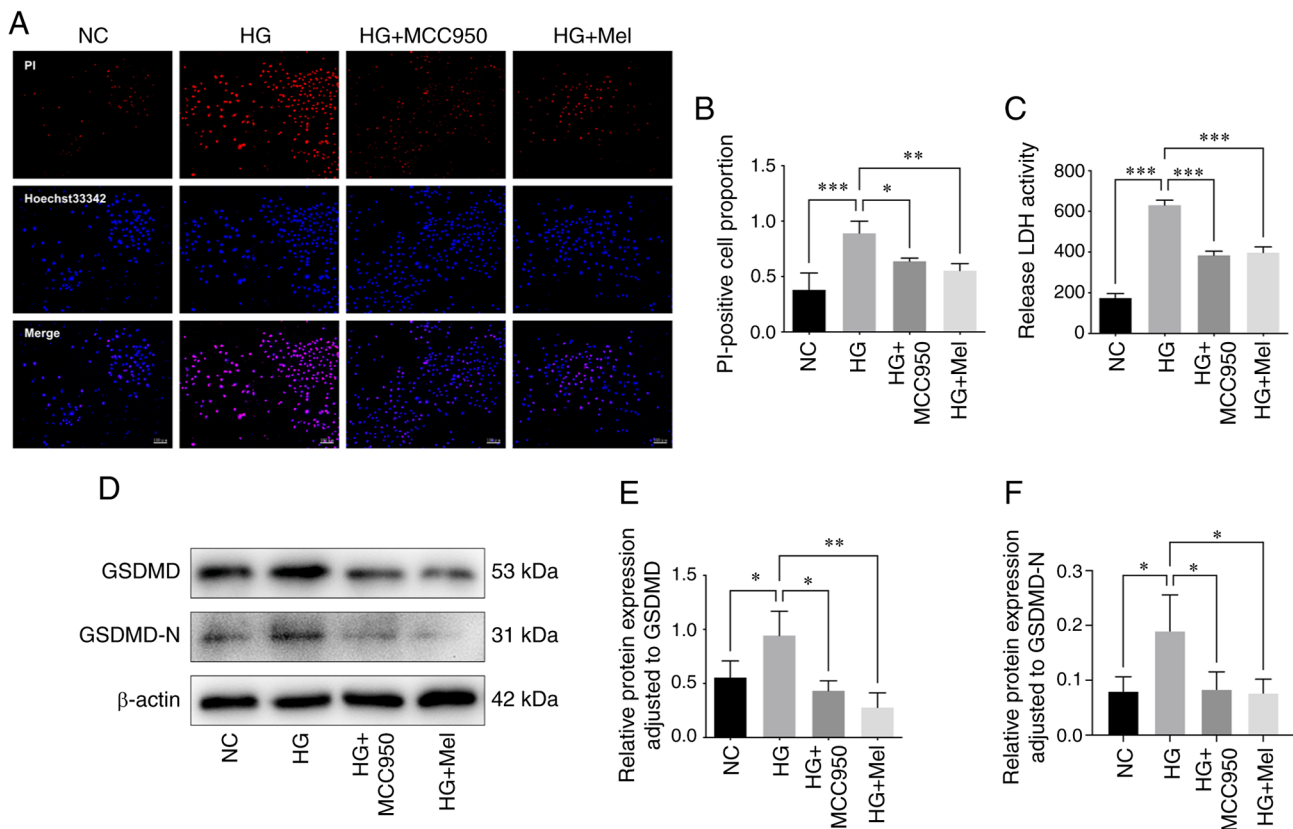 A
NC
HG
HG+MCC950
HG+Mel
PI
Hoechst33342
Merge
B
PI-positive cell proportion
1.5
1.0
0.5
0.0
***
*
**
NC
HG
HG+
MCC950
HG+Mel
C
Release LDH activity
800
600
400
200
0
***
***
***
NC
HG
HG+
MCC950
HG+Mel
D
GSDMD
53 kDa
GSDMD-N
31 kDa
β-actin
42 kDa
NC
HG
HG+
MCC950
HG+Mel
E
Relative protein expression
adjusted to GSDMD
1.5
1.0
0.5
0.0
*
*
**
NC
HG
HG+
MCC950
HG+Mel
F
Relative protein expression
adjusted to GSDMD-N
0.3
0.2
0.1
0.0
*
*
*
NC
HG
HG+
MCC950
HG+Mel